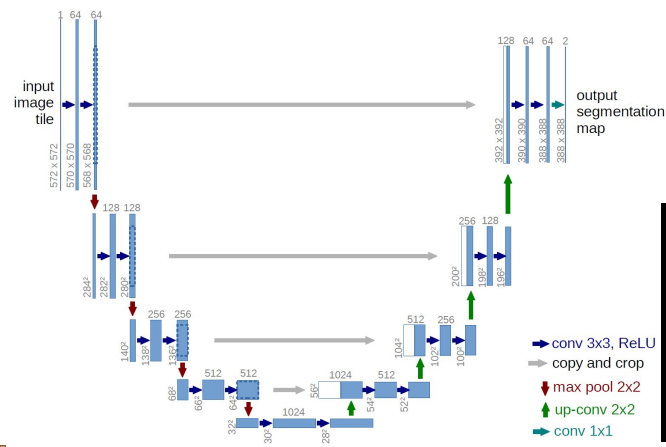 1 64 64
128 64 64 2
input
image
tile
output
segmentation
map
572 x 572
570 x 570
568 x 568
392 x 392
390 x 390
388 x 388
388 x 388
128 128
256 128
284²
282²
280²
200²
198²
196²
256 256
512 256
140²
138²
136²
104²
102²
100²
512 512
1024 512
68²
66²
64²
56²
54²
52²
1024
32²
30²
28²
conv 3x3, ReLU
copy and crop
max pool 2x2
up-conv 2x2
conv 1x1